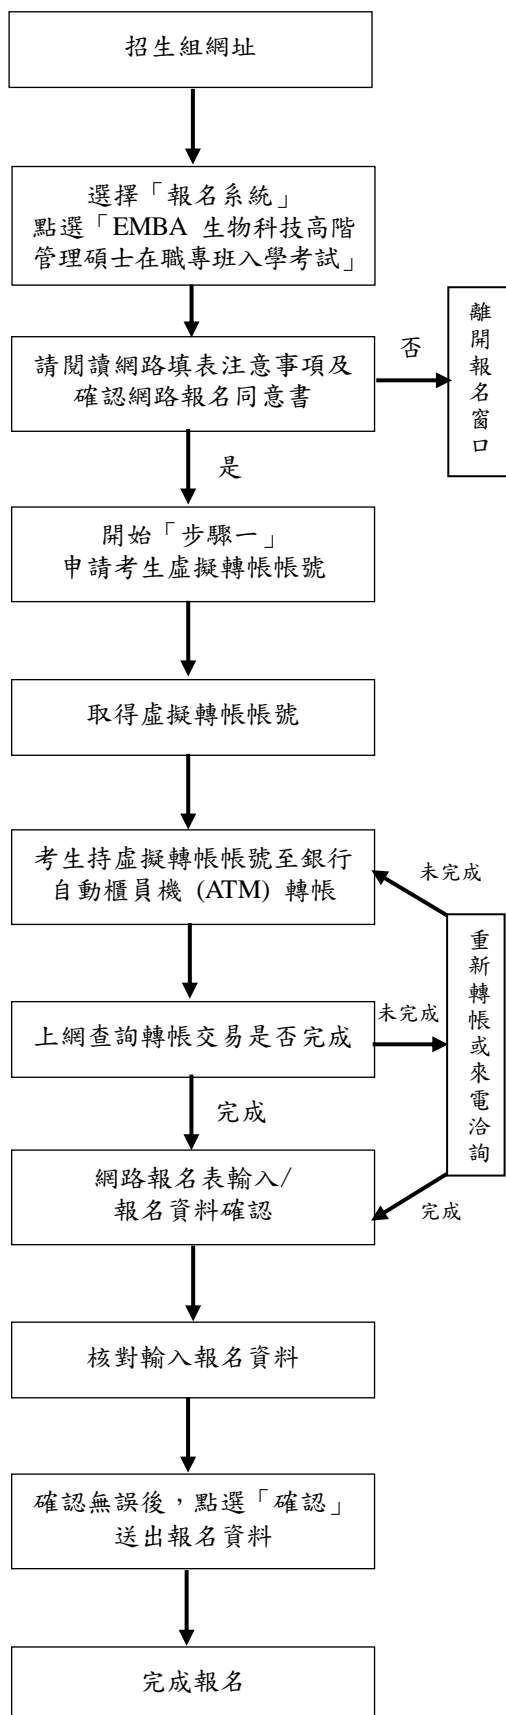 招生組網址
選擇「報名系統」
點選「EMBA 生物科技高階
管理碩士在職專班入學考試」
請閱讀網路填表注意事項及
確認網路報名同意書
否
離開報名窗口
是
開始「步驟一」
申請考生虛擬轉帳帳號
取得虛擬轉帳帳號
考生持虛擬轉帳帳號至銀行
自動櫃員機 (ATM) 轉帳
未完成
重新轉帳或來電洽詢
上網查詢轉帳交易是否完成
未完成
完成
網路報名表輸入/
報名資料確認
完成
核對輸入報名資料
確認無誤後，點選「確認」
送出報名資料
完成報名